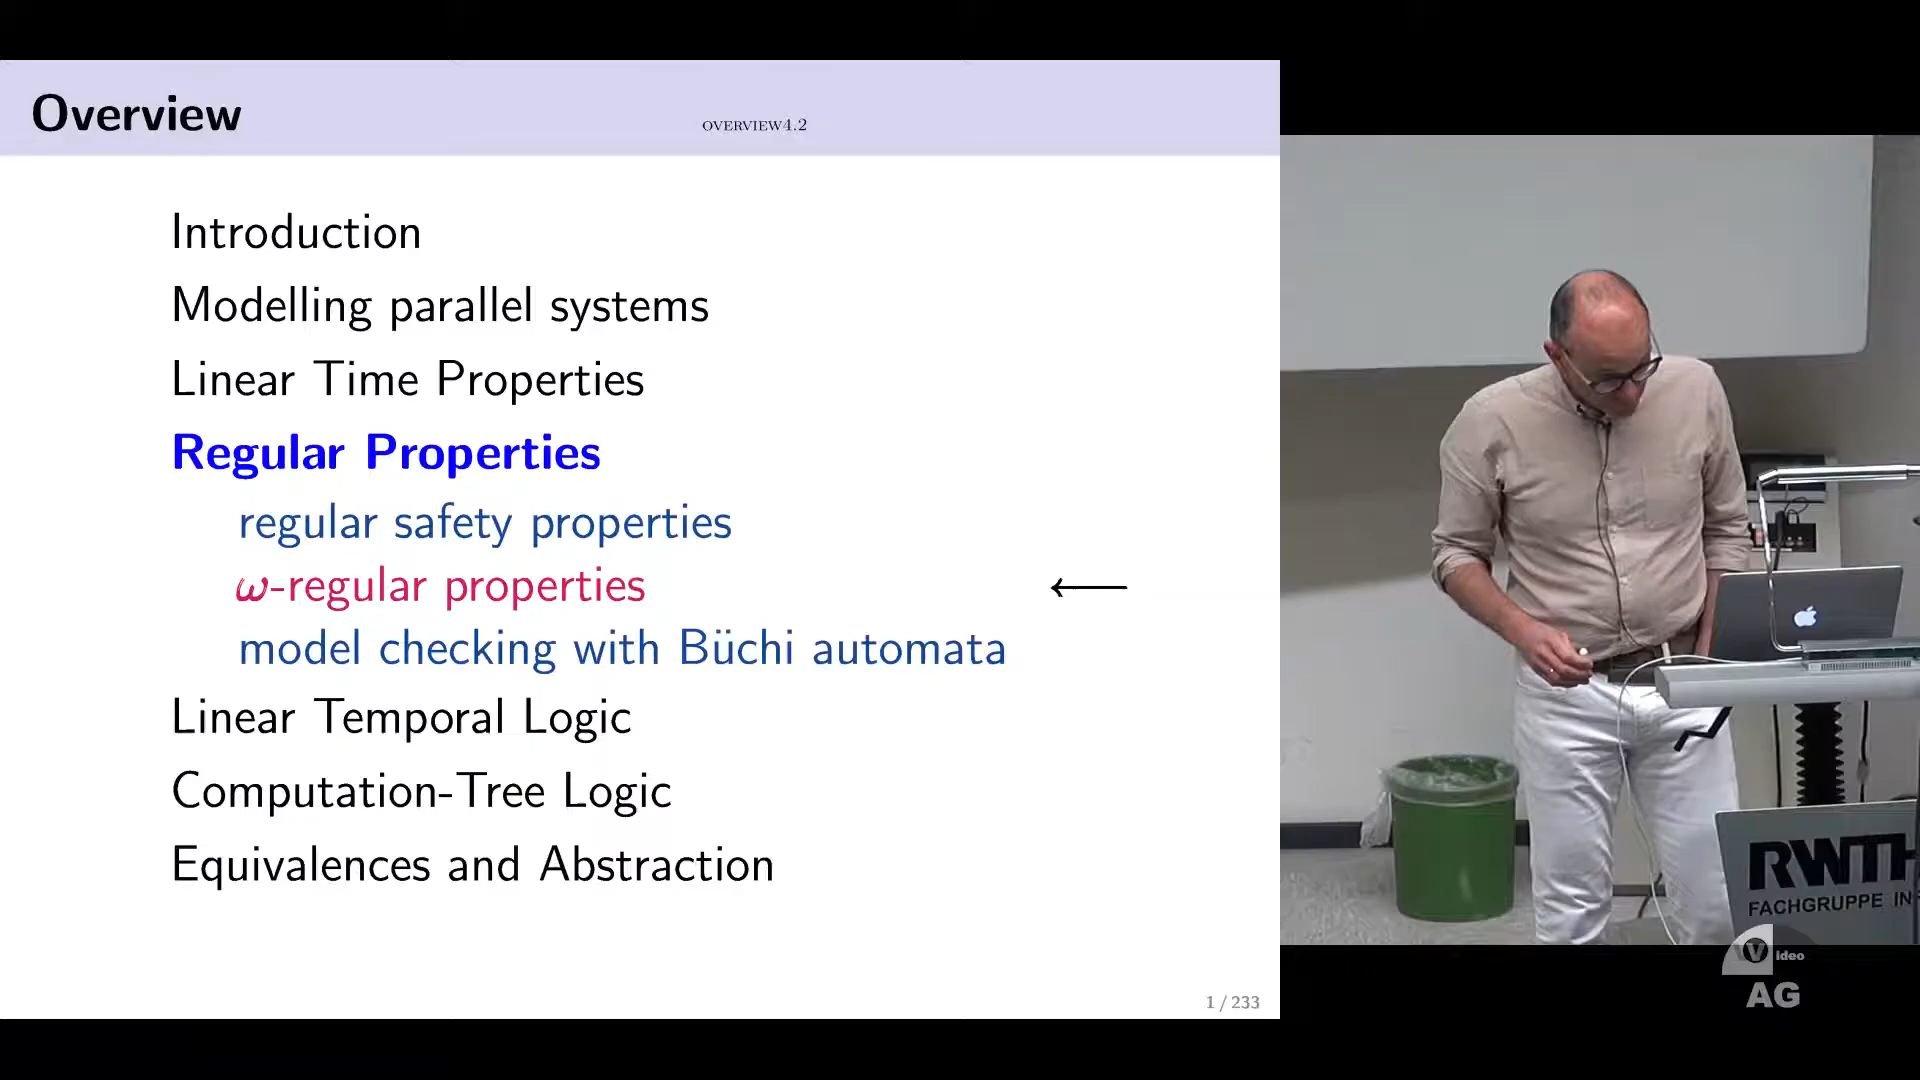 Overview
OVERVIEW4.2
Introduction
Modelling parallel systems
Linear Time Properties
Regular Properties
regular safety properties
ω-regular properties
←
model checking with Büchi automata
Linear Temporal Logic
Computation-Tree Logic
Equivalences and Abstraction
1 / 233
RWTH
FACHGRUPPE IN
Video
AG